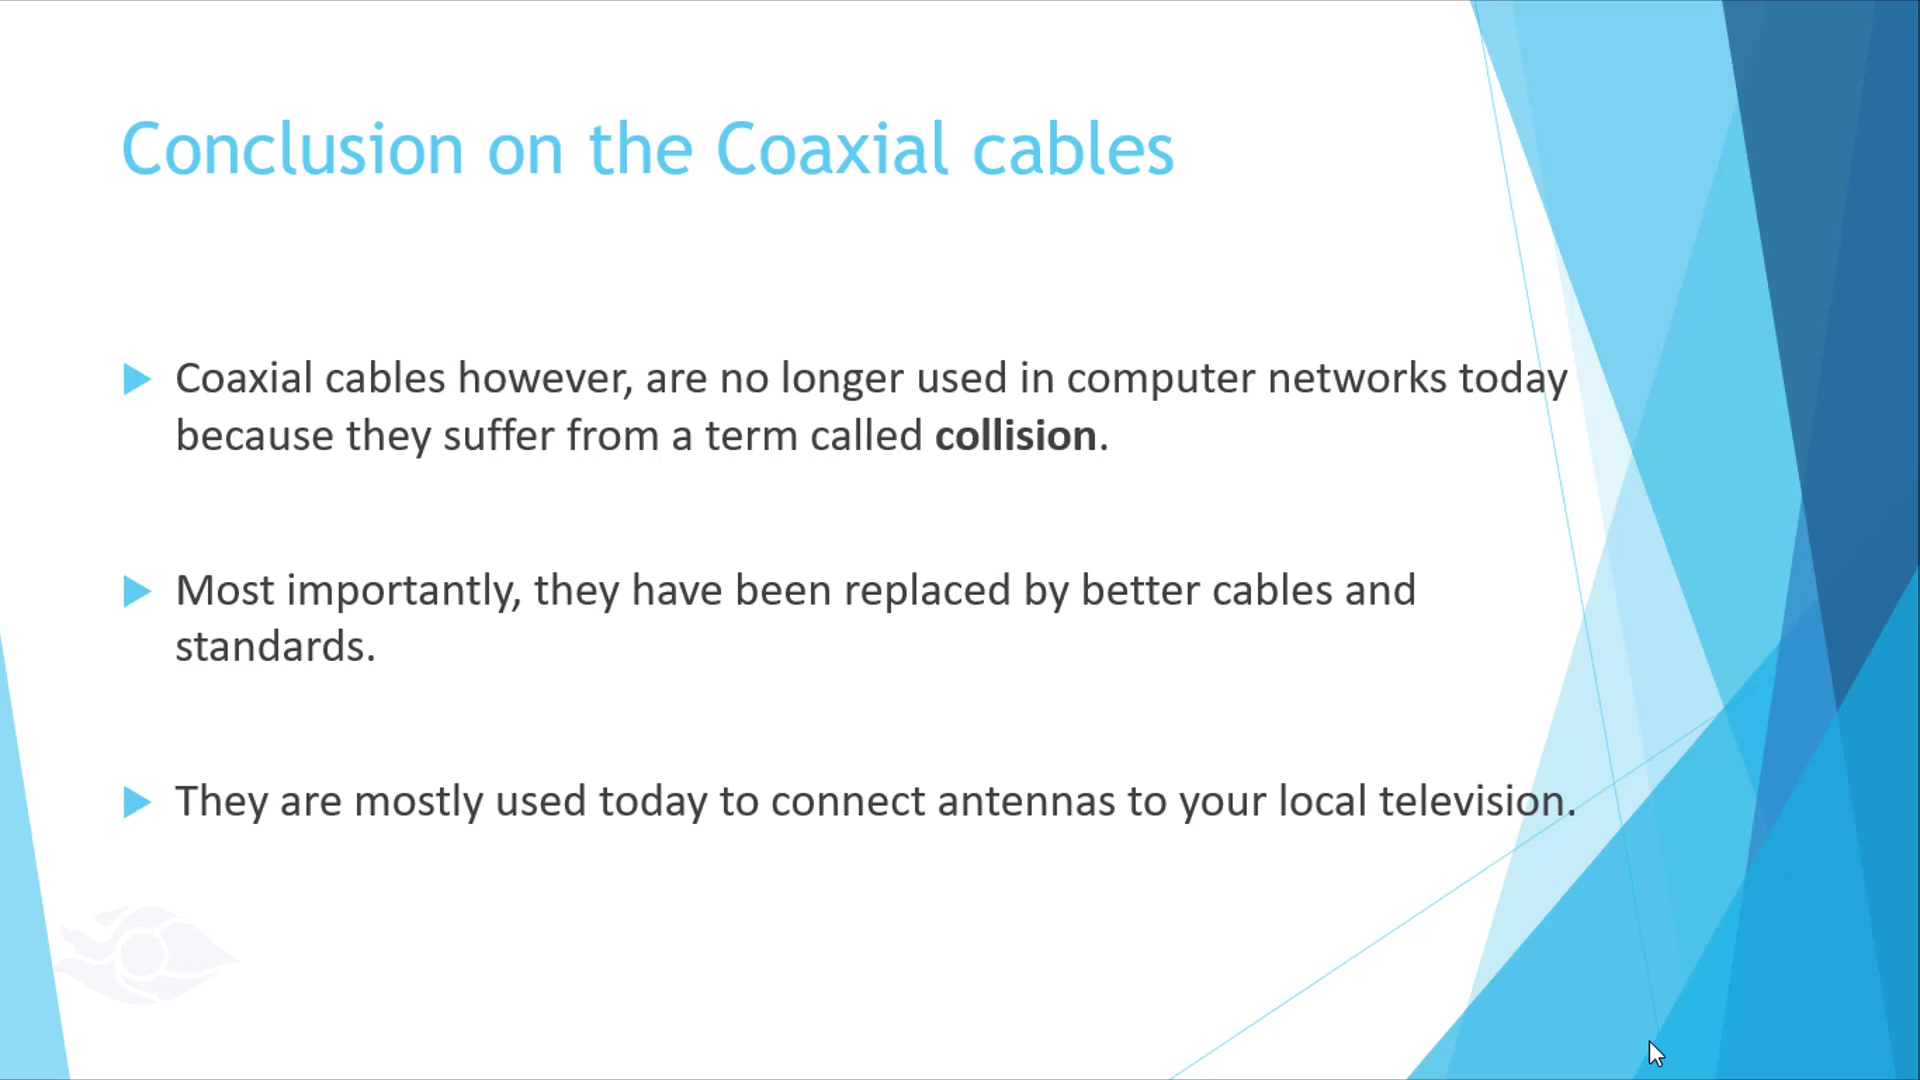 Conclusion on the Coaxial cables
Coaxial cables however, are no longer used in computer networks today
because they suffer from a term called collision.
Most importantly, they have been replaced by better cables and
standards.
They are mostly used today to connect antennas to your local television.